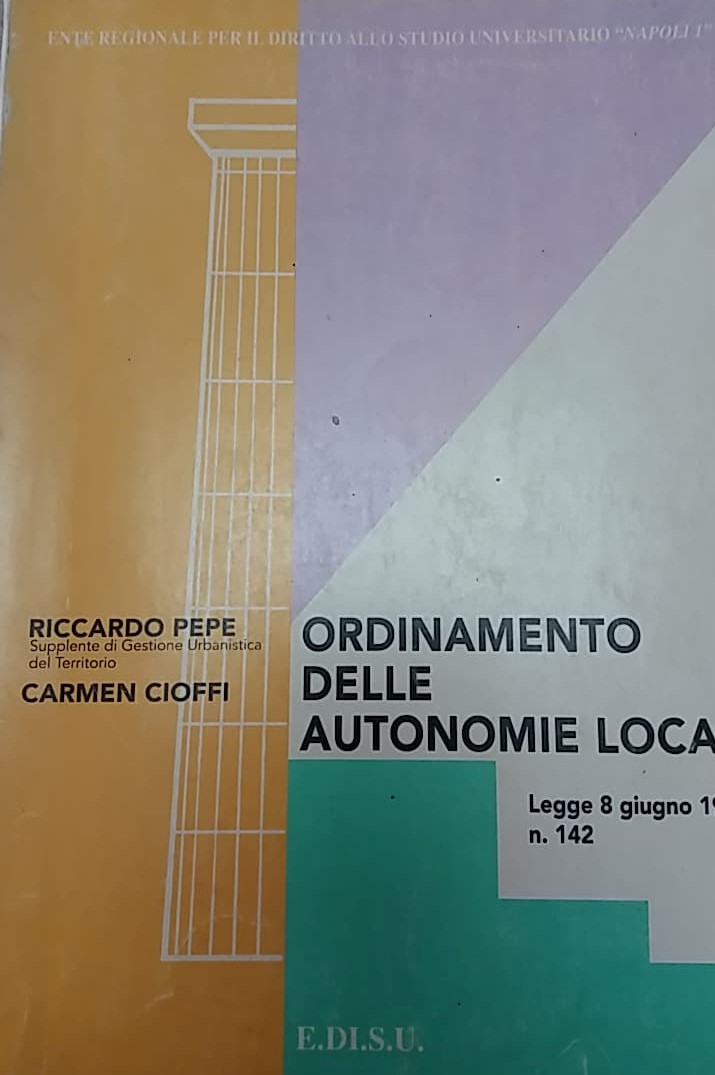 ENTE REGIONALE PER IL DIRITTO ALLO STUDIO UNIVERSITARIO "NAPOLI 1"
RICCARDO PEPE
Supplente di Gestione Urbanistica
del Territorio
CARMEN CIOFFI
ORDINAMENTO
DELLE
AUTONOMIE LOCA
Legge 8 giugno 19
n. 142
E.DI.S.U.